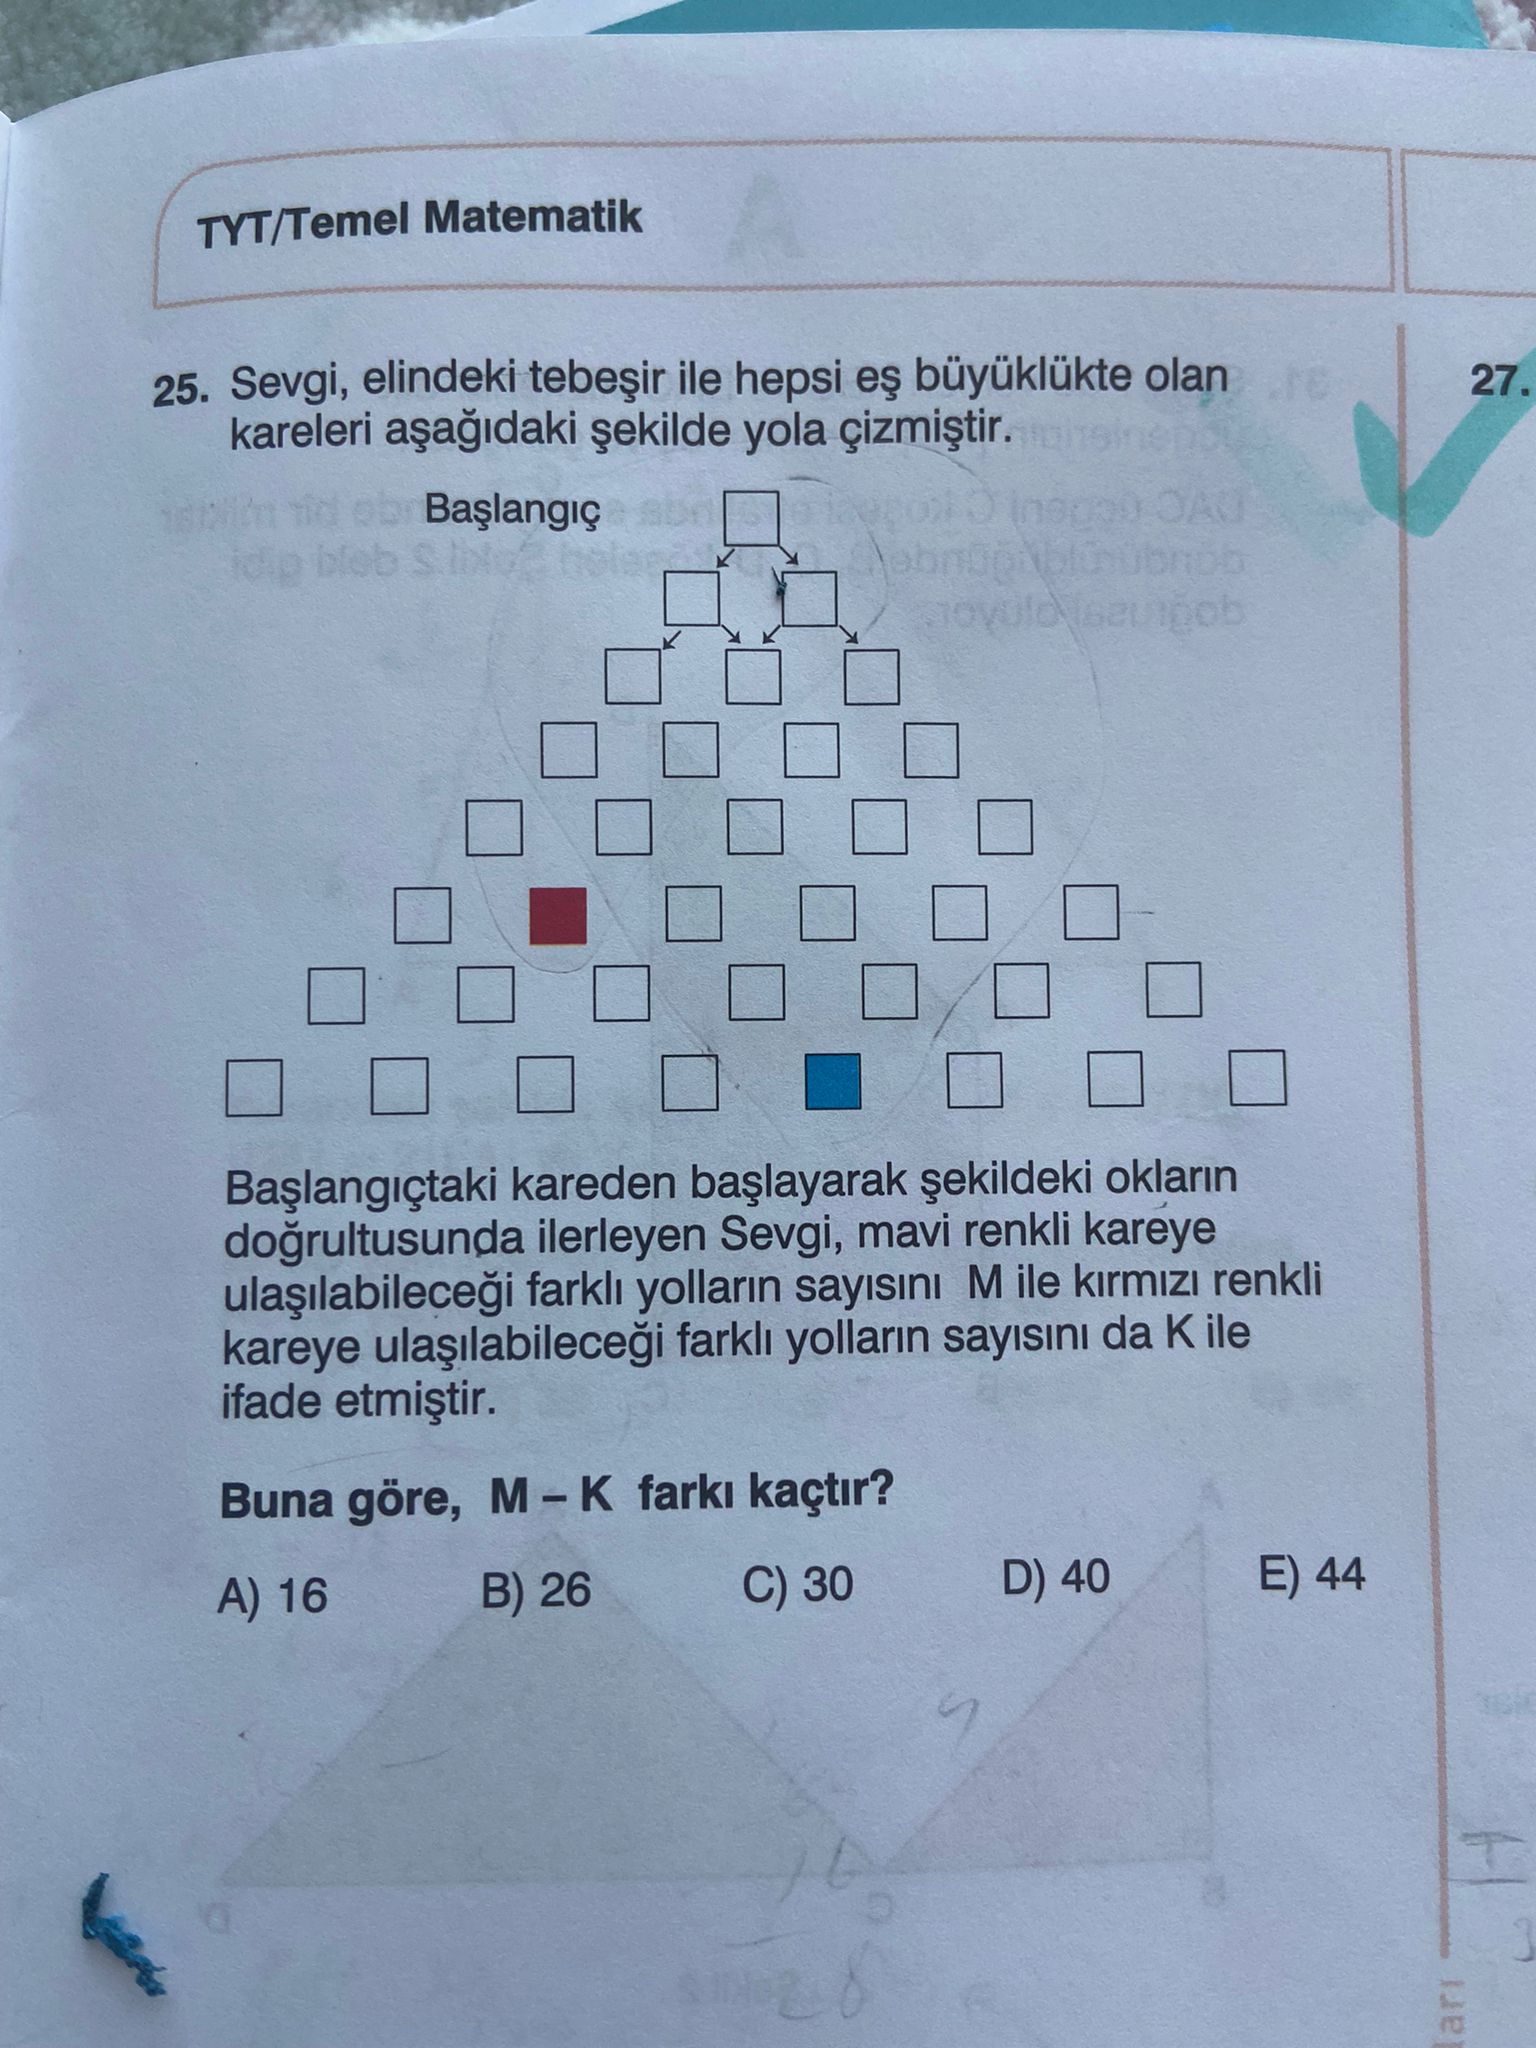 TYT/Temel Matematik
25. Sevgi, elindeki tebeşir ile hepsi eş büyüklükte olan
kareleri aşağıdaki şekilde yola çizmiştir.
Başlangıç
Başlangıçtaki kareden başlayarak şekildeki okların
doğrultusunda ilerleyen Sevgi, mavi renkli kareye
ulaşılabileceği farklı yolların sayısını M ile kırmızı renkli
kareye ulaşılabileceği farklı yolların sayısını da K ile
ifade etmiştir.
Buna göre, M – K farkı kaçtır?
A) 16 B) 26 C) 30 D) 40 E) 44
27.